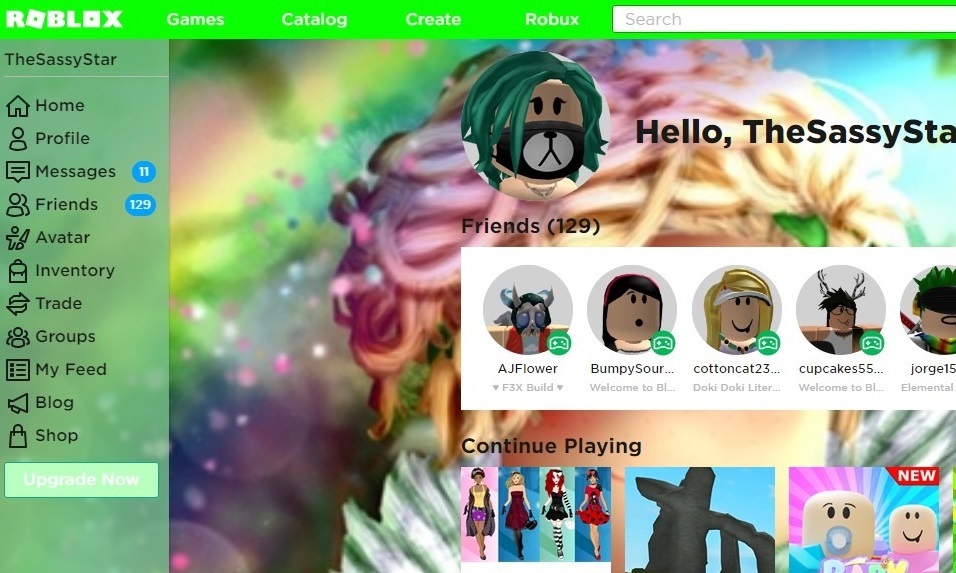 ROBLOX Games Catalog Create Robux Search
TheSassyStar
Home
Profile
Messages 11
Friends 129
Avatar
Inventory
Trade
Groups
My Feed
Blog
Shop
Upgrade Now
Hello, TheSassySta
Friends (129)
AJFlower BumpySour... cottoncat23... cupcakes55... jorge15
♥ F3X Build ♥ Welcome to Bl... Doki Doki Liter... Welcome to Bl... Elemental
Continue Playing
NEW